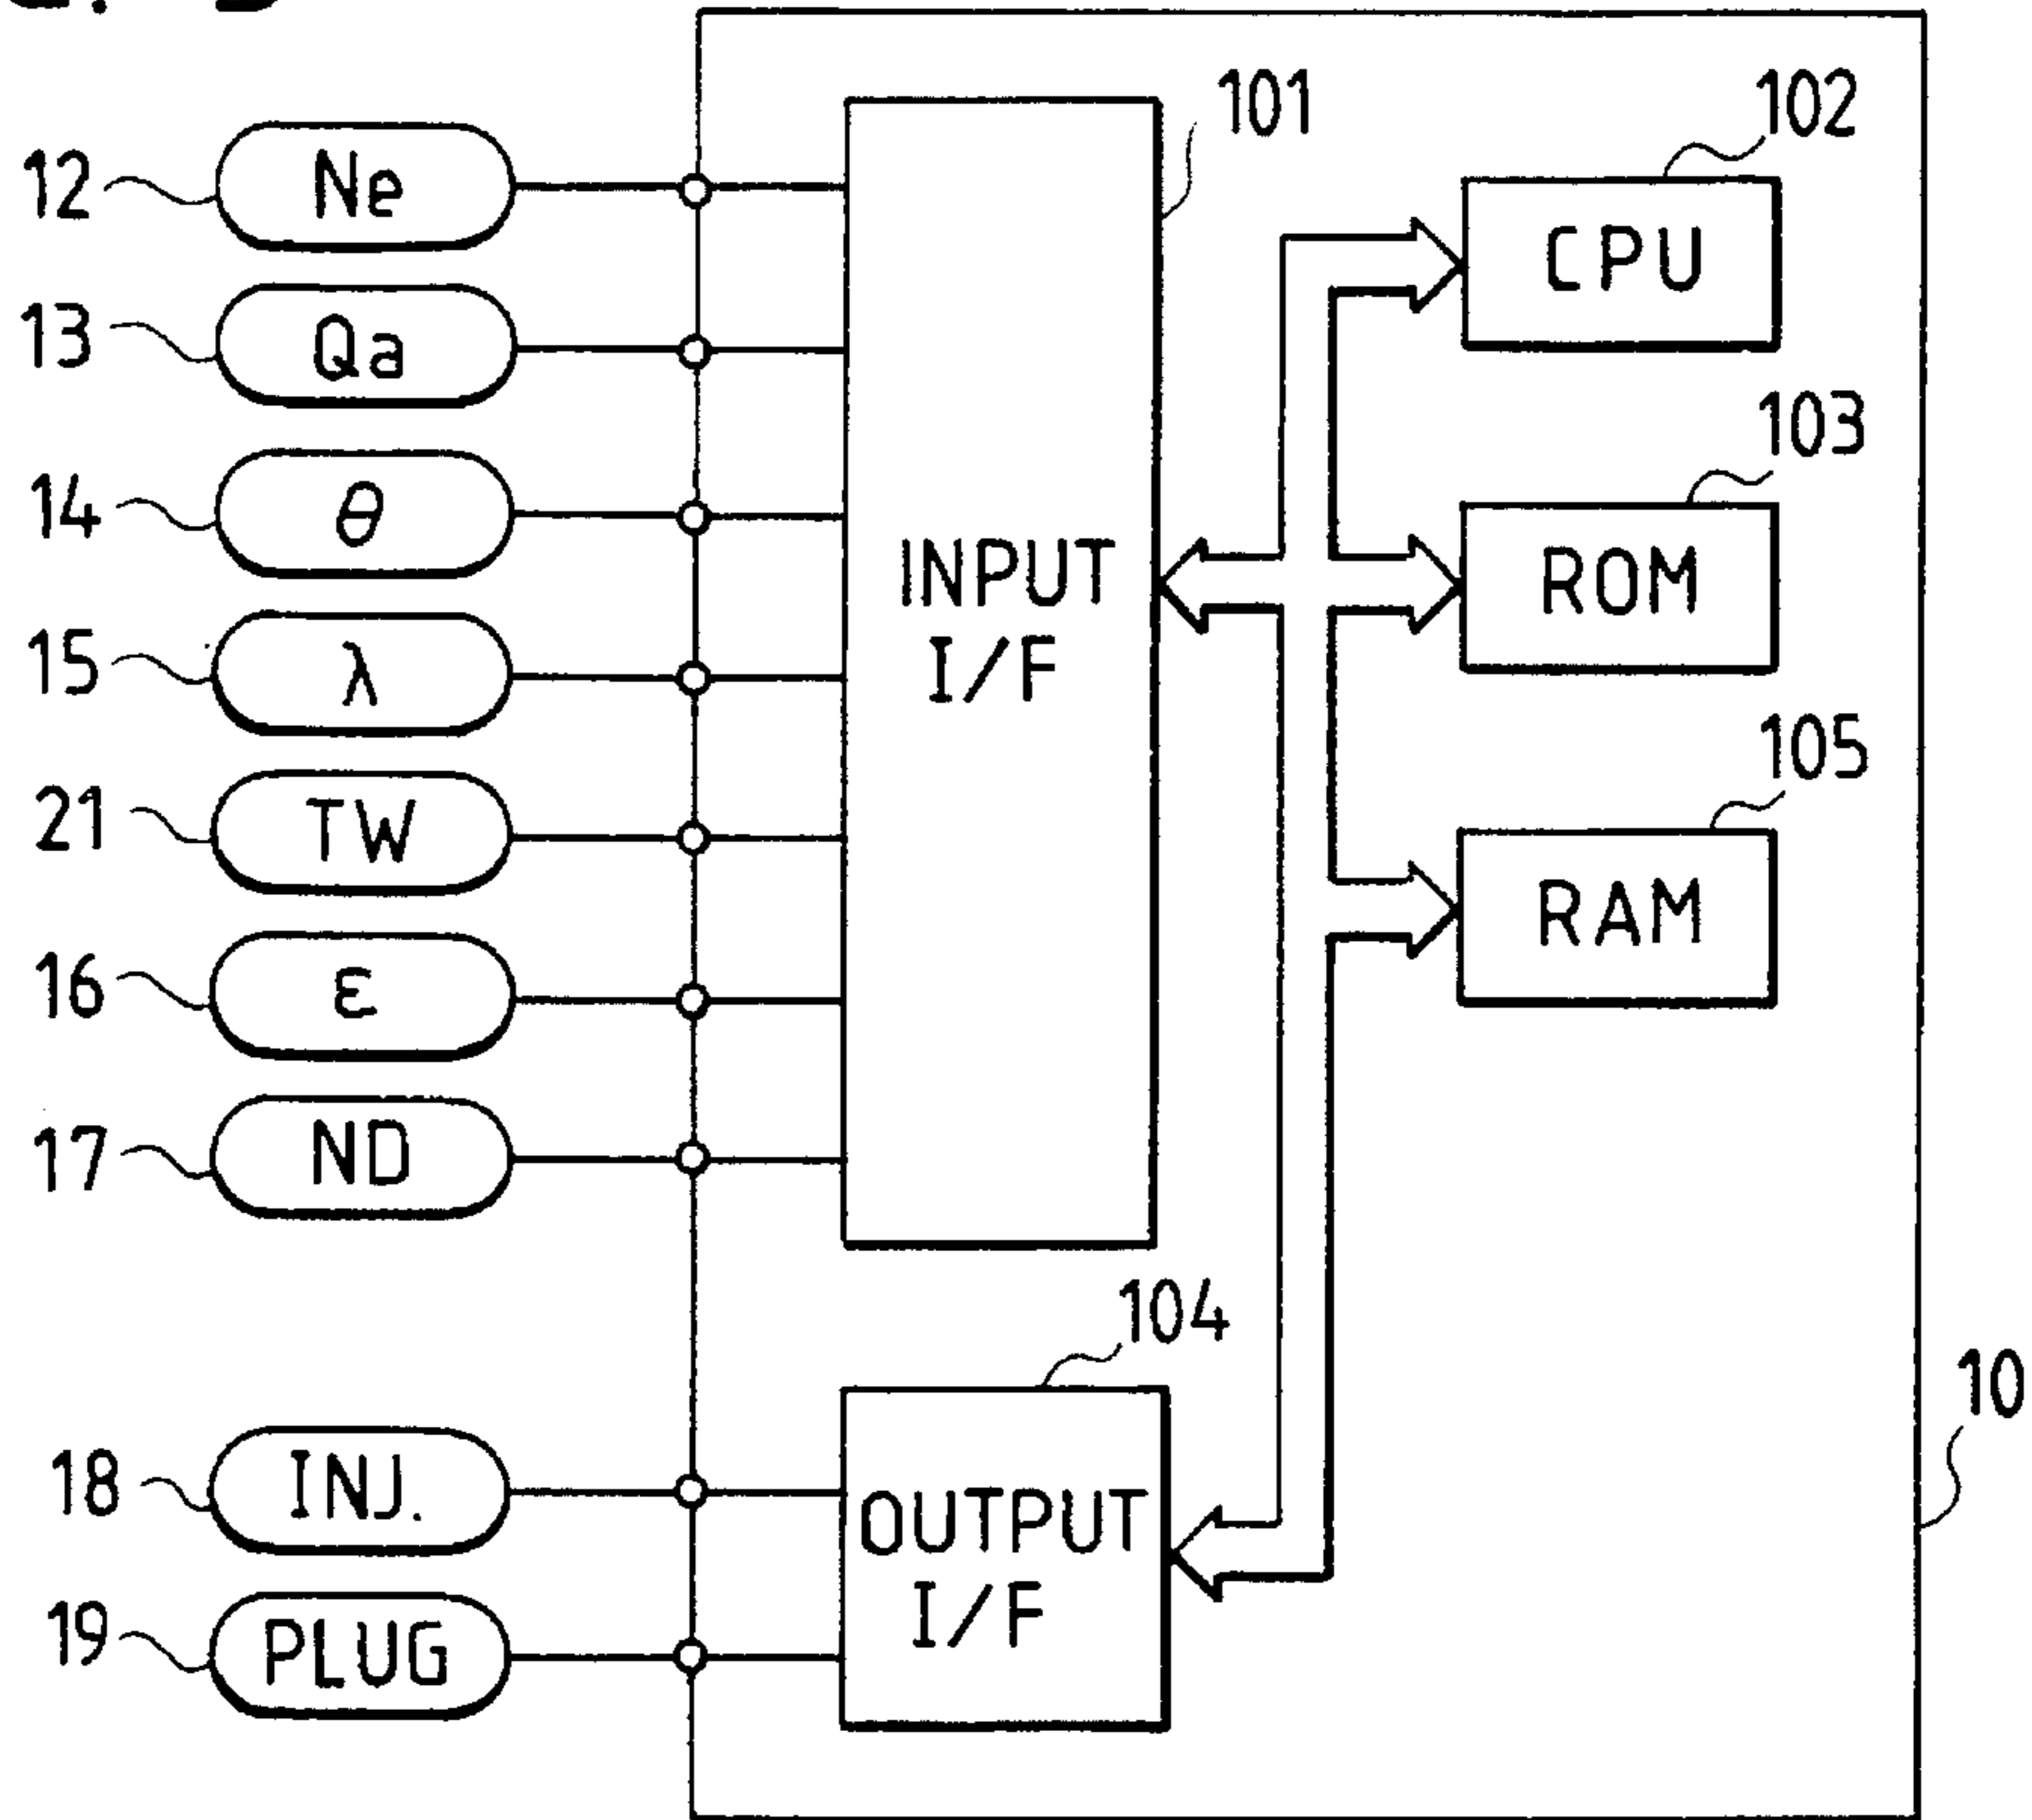 101
102
12 Ne
CPU
13 Qa
103
14 θ
INPUT
I/F
ROM
15 λ
105
21 TW
RAM
16 ε
17 ND
104
10
18 INJ.
OUTPUT
I/F
19 PLUG